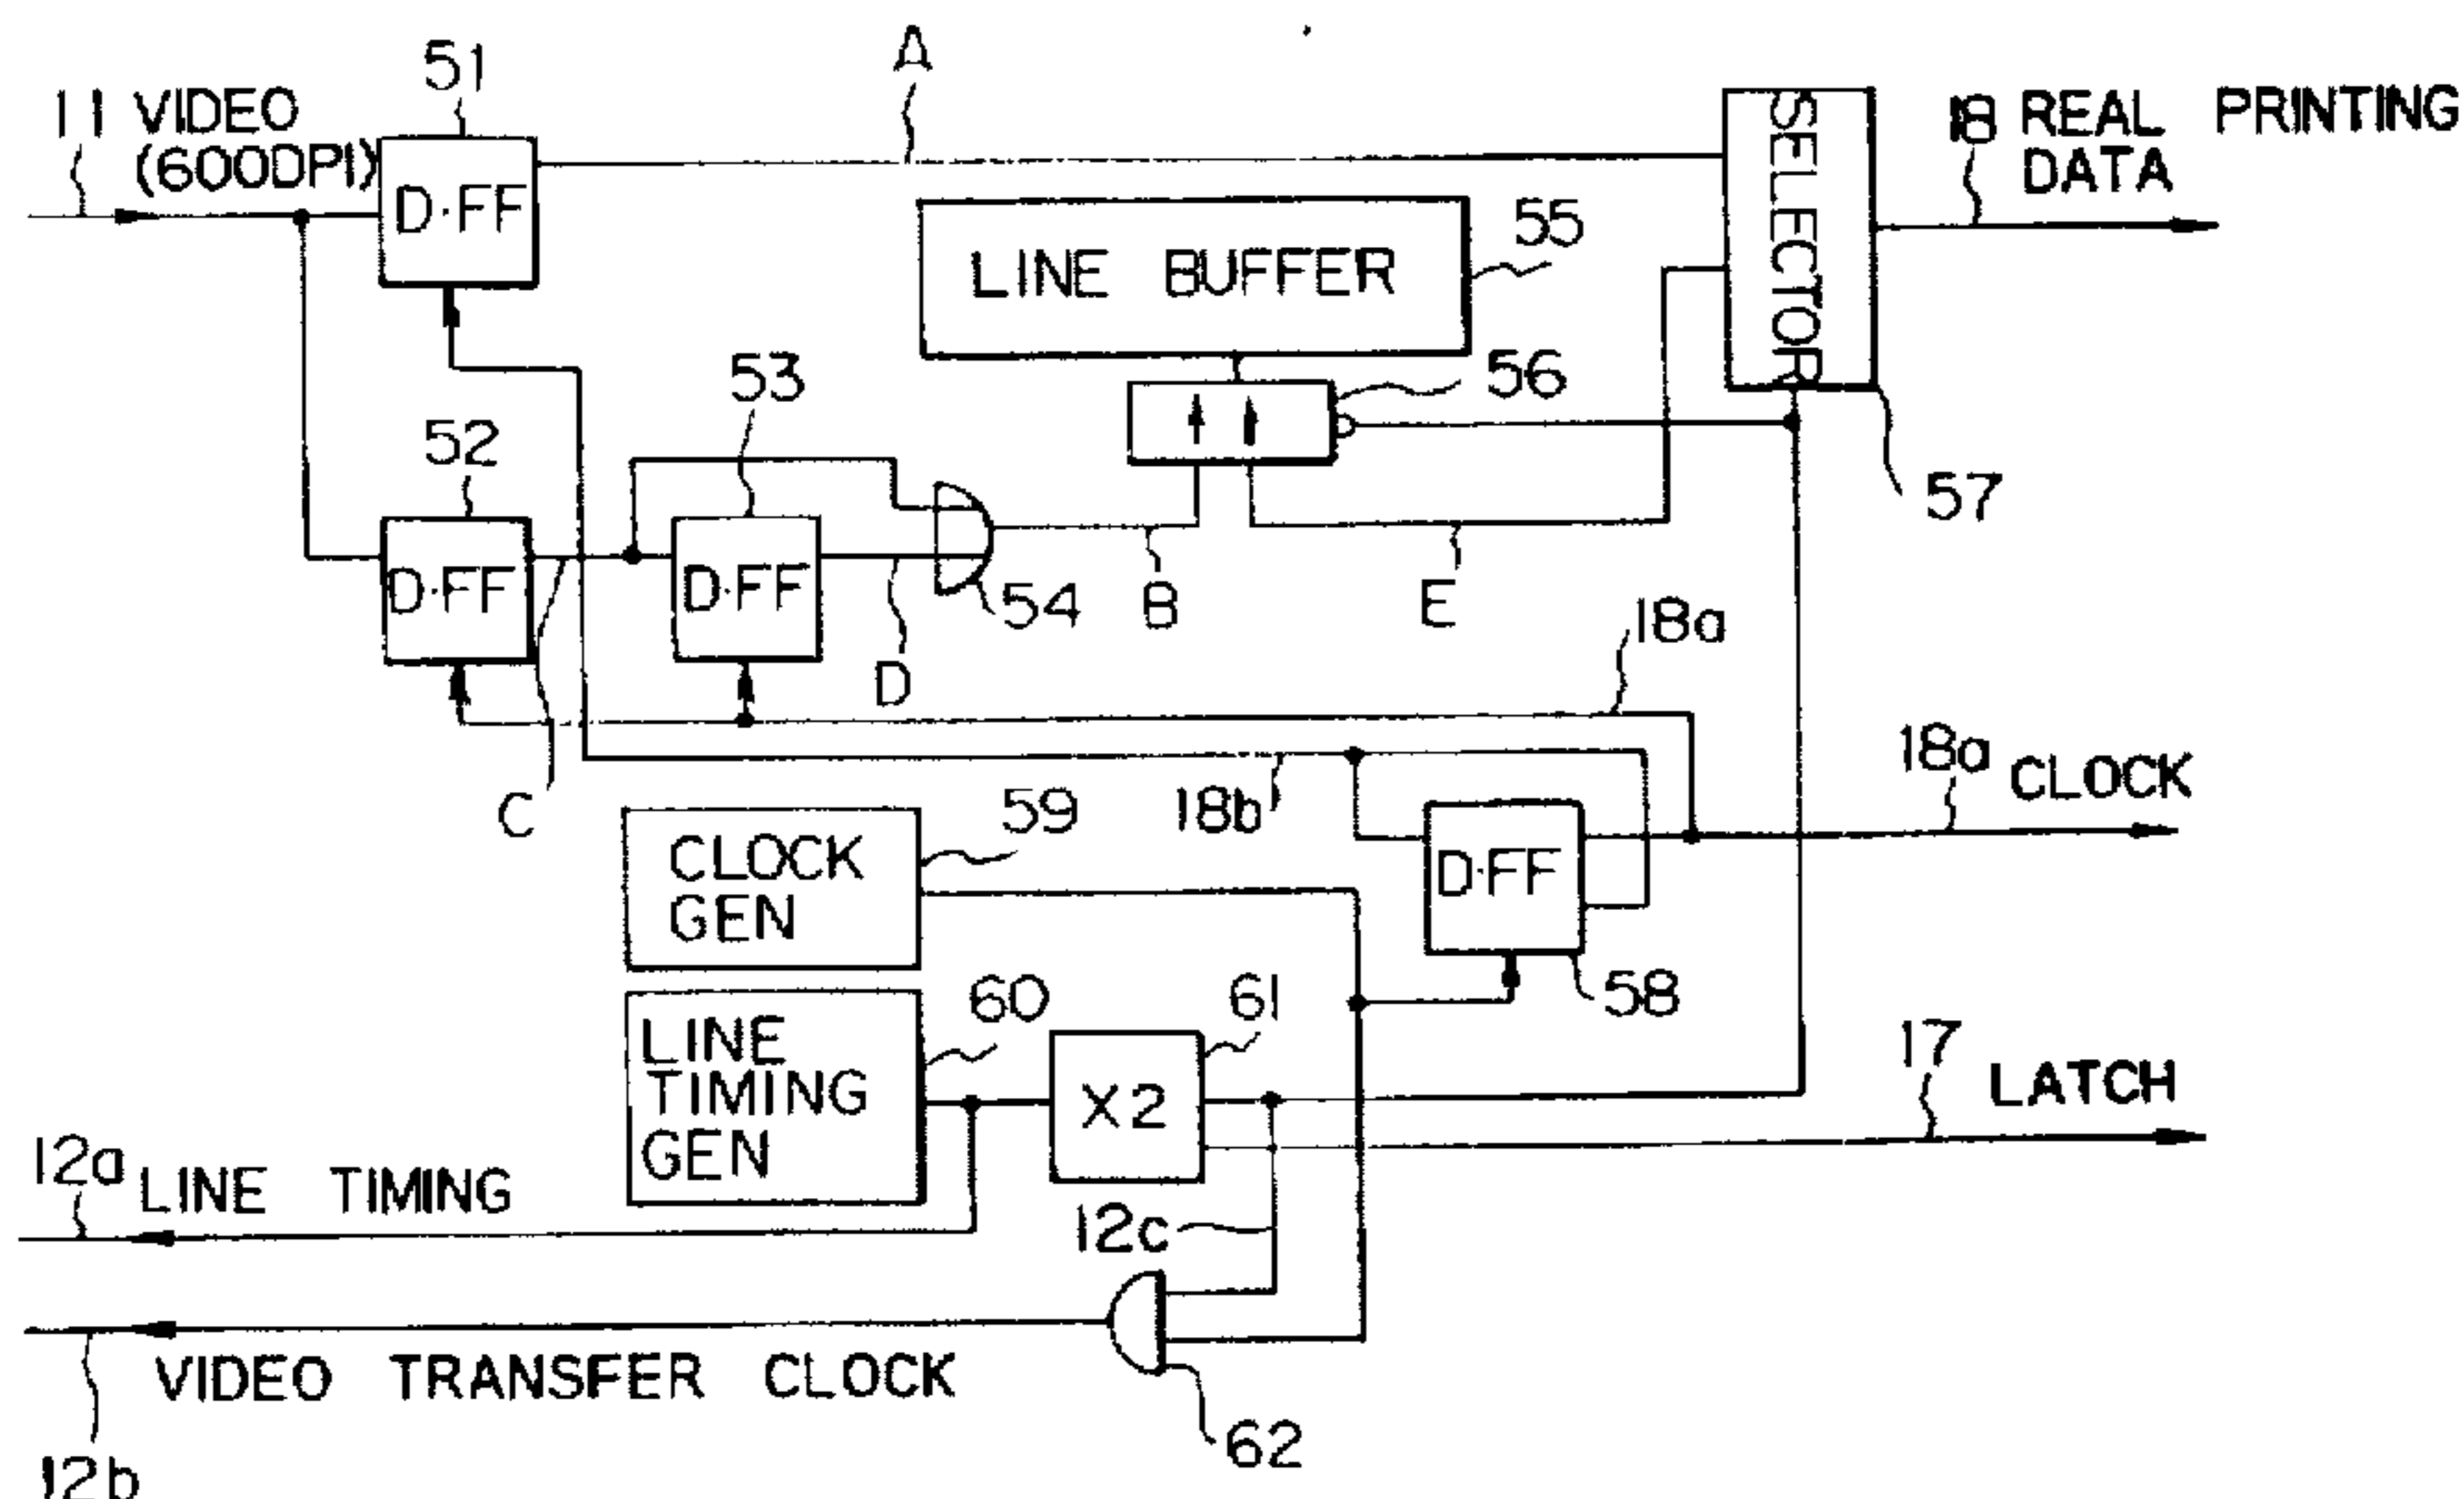 51
A
11 VIDEO
(600DPI)
D·FF
SELECTOR
18 REAL PRINTING
DATA
LINE BUFFER
55
53
56
52
57
D·FF
D·FF
54
B
E
18a
D
C
59
18b
18a CLOCK
CLOCK
GEN
D·FF
58
60
61
LINE
TIMING
GEN
X2
17 LATCH
12a LINE TIMING
12c
VIDEO TRANSFER CLOCK
62
12b